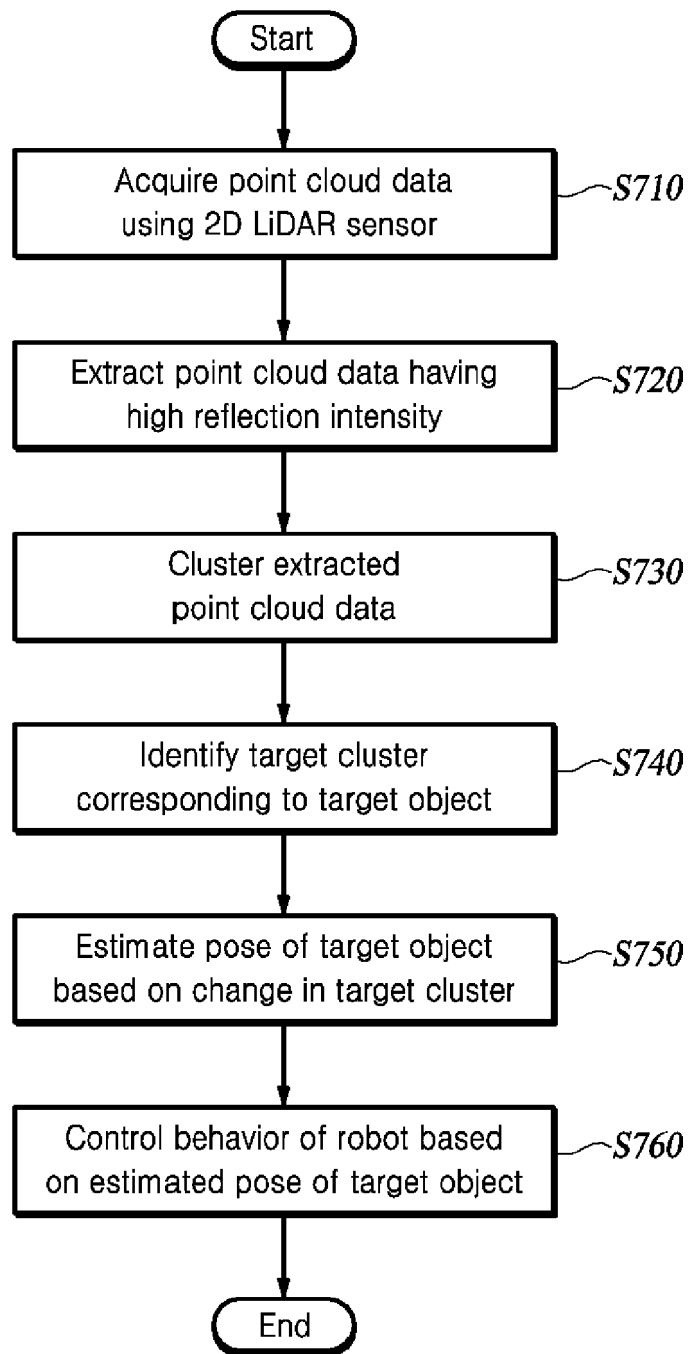 Start
Acquire point cloud data
using 2D LiDAR sensor
S710
Extract point cloud data having
high reflection intensity
S720
Cluster extracted
point cloud data
S730
Identify target cluster
corresponding to target object
S740
Estimate pose of target object
based on change in target cluster
S750
Control behavior of robot based
on estimated pose of target object
S760
End